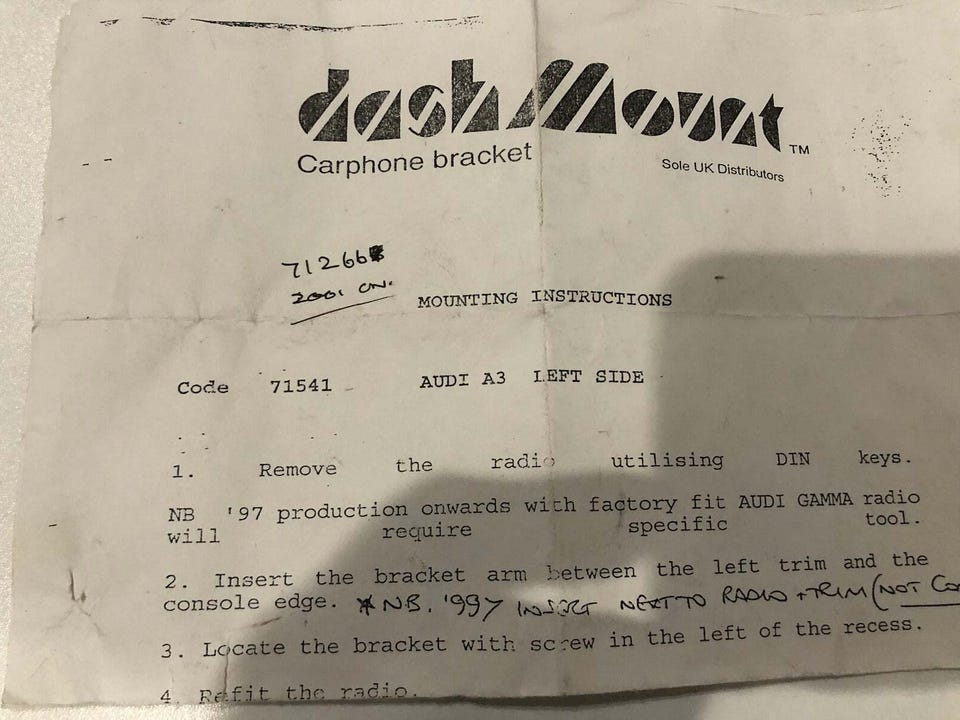 dash Mount TM
Carphone bracket
Sole UK Distributors
71266
2001 ON.
MOUNTING INSTRUCTIONS
Code 71541 AUDI A3 LEFT SIDE
1. Remove the radio utilising DIN keys.
NB '97 production onwards with factory fit AUDI GAMMA radio
will require specific tool.
2. Insert the bracket arm between the left trim and the
console edge. * NB. '99> INSERT NEXT TO RADIO + TRIM (NOT
3. Locate the bracket with screw in the left of the recess.
4. Refit the radio.